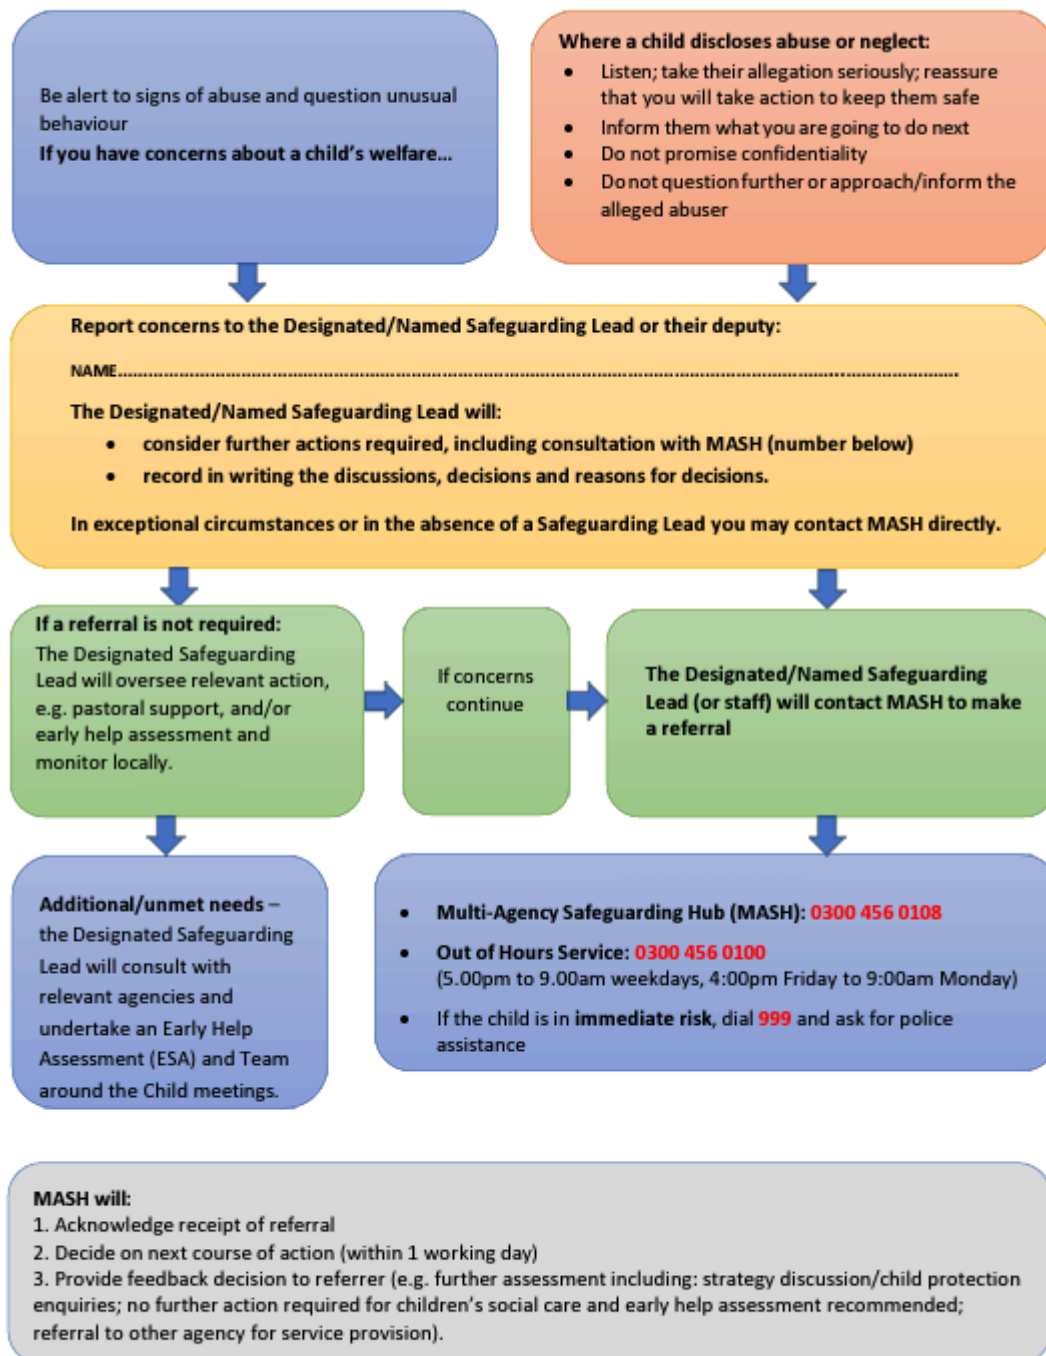 Be alert to signs of abuse and question unusual
behaviour
If you have concerns about a child's welfare...
Where a child discloses abuse or neglect:
• Listen; take their allegation seriously; reassure
that you will take action to keep them safe
• Inform them what you are going to do next
• Do not promise confidentiality
• Do not question further or approach/inform the
alleged abuser
Report concerns to the Designated/Named Safeguarding Lead or their deputy:
NAME..........................................................................................................................................................
The Designated/Named Safeguarding Lead will:
• consider further actions required, including consultation with MASH (number below)
• record in writing the discussions, decisions and reasons for decisions.
In exceptional circumstances or in the absence of a Safeguarding Lead you may contact MASH directly.
If a referral is not required:
The Designated Safeguarding
Lead will oversee relevant action,
e.g. pastoral support, and/or
early help assessment and
monitor locally.
If concerns
continue
The Designated/Named Safeguarding
Lead (or staff) will contact MASH to make
a referral
Additional/unmet needs –
the Designated Safeguarding
Lead will consult with
relevant agencies and
undertake an Early Help
Assessment (ESA) and Team
around the Child meetings.
• Multi-Agency Safeguarding Hub (MASH): 0300 456 0108
• Out of Hours Service: 0300 456 0100
(5.00pm to 9.00am weekdays, 4:00pm Friday to 9:00am Monday)
• If the child is in immediate risk, dial 999 and ask for police
assistance
MASH will:
1. Acknowledge receipt of referral
2. Decide on next course of action (within 1 working day)
3. Provide feedback decision to referrer (e.g. further assessment including: strategy discussion/child protection
enquiries; no further action required for children's social care and early help assessment recommended;
referral to other agency for service provision).